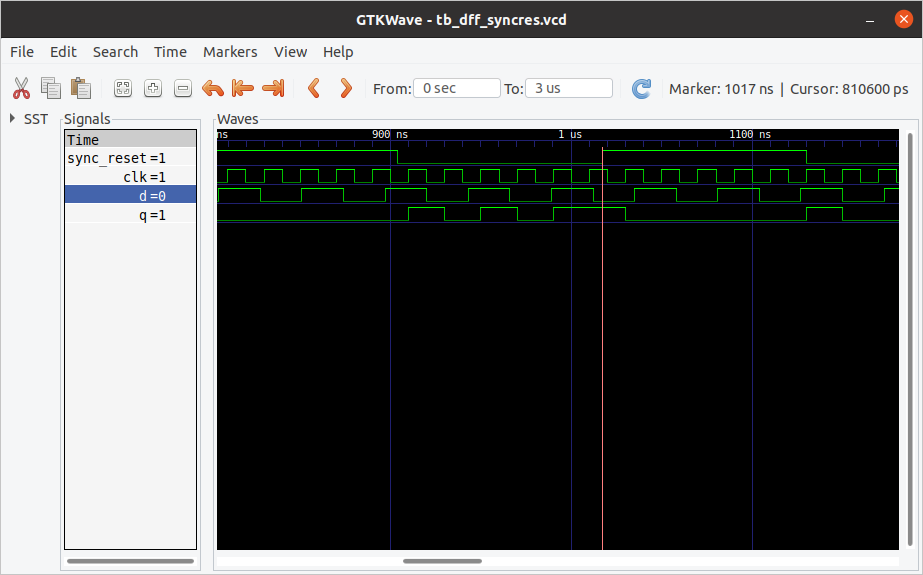 GTKWave - tb_dff_syncres.vcd
File Edit Search Time Markers View Help
From: 0 sec To: 3 us Marker: 1017 ns | Cursor: 810600 ps
SST Signals Waves
Time ns 900 ns 1 us 1100 ns
sync_reset=1
clk=1
d=0
q=1